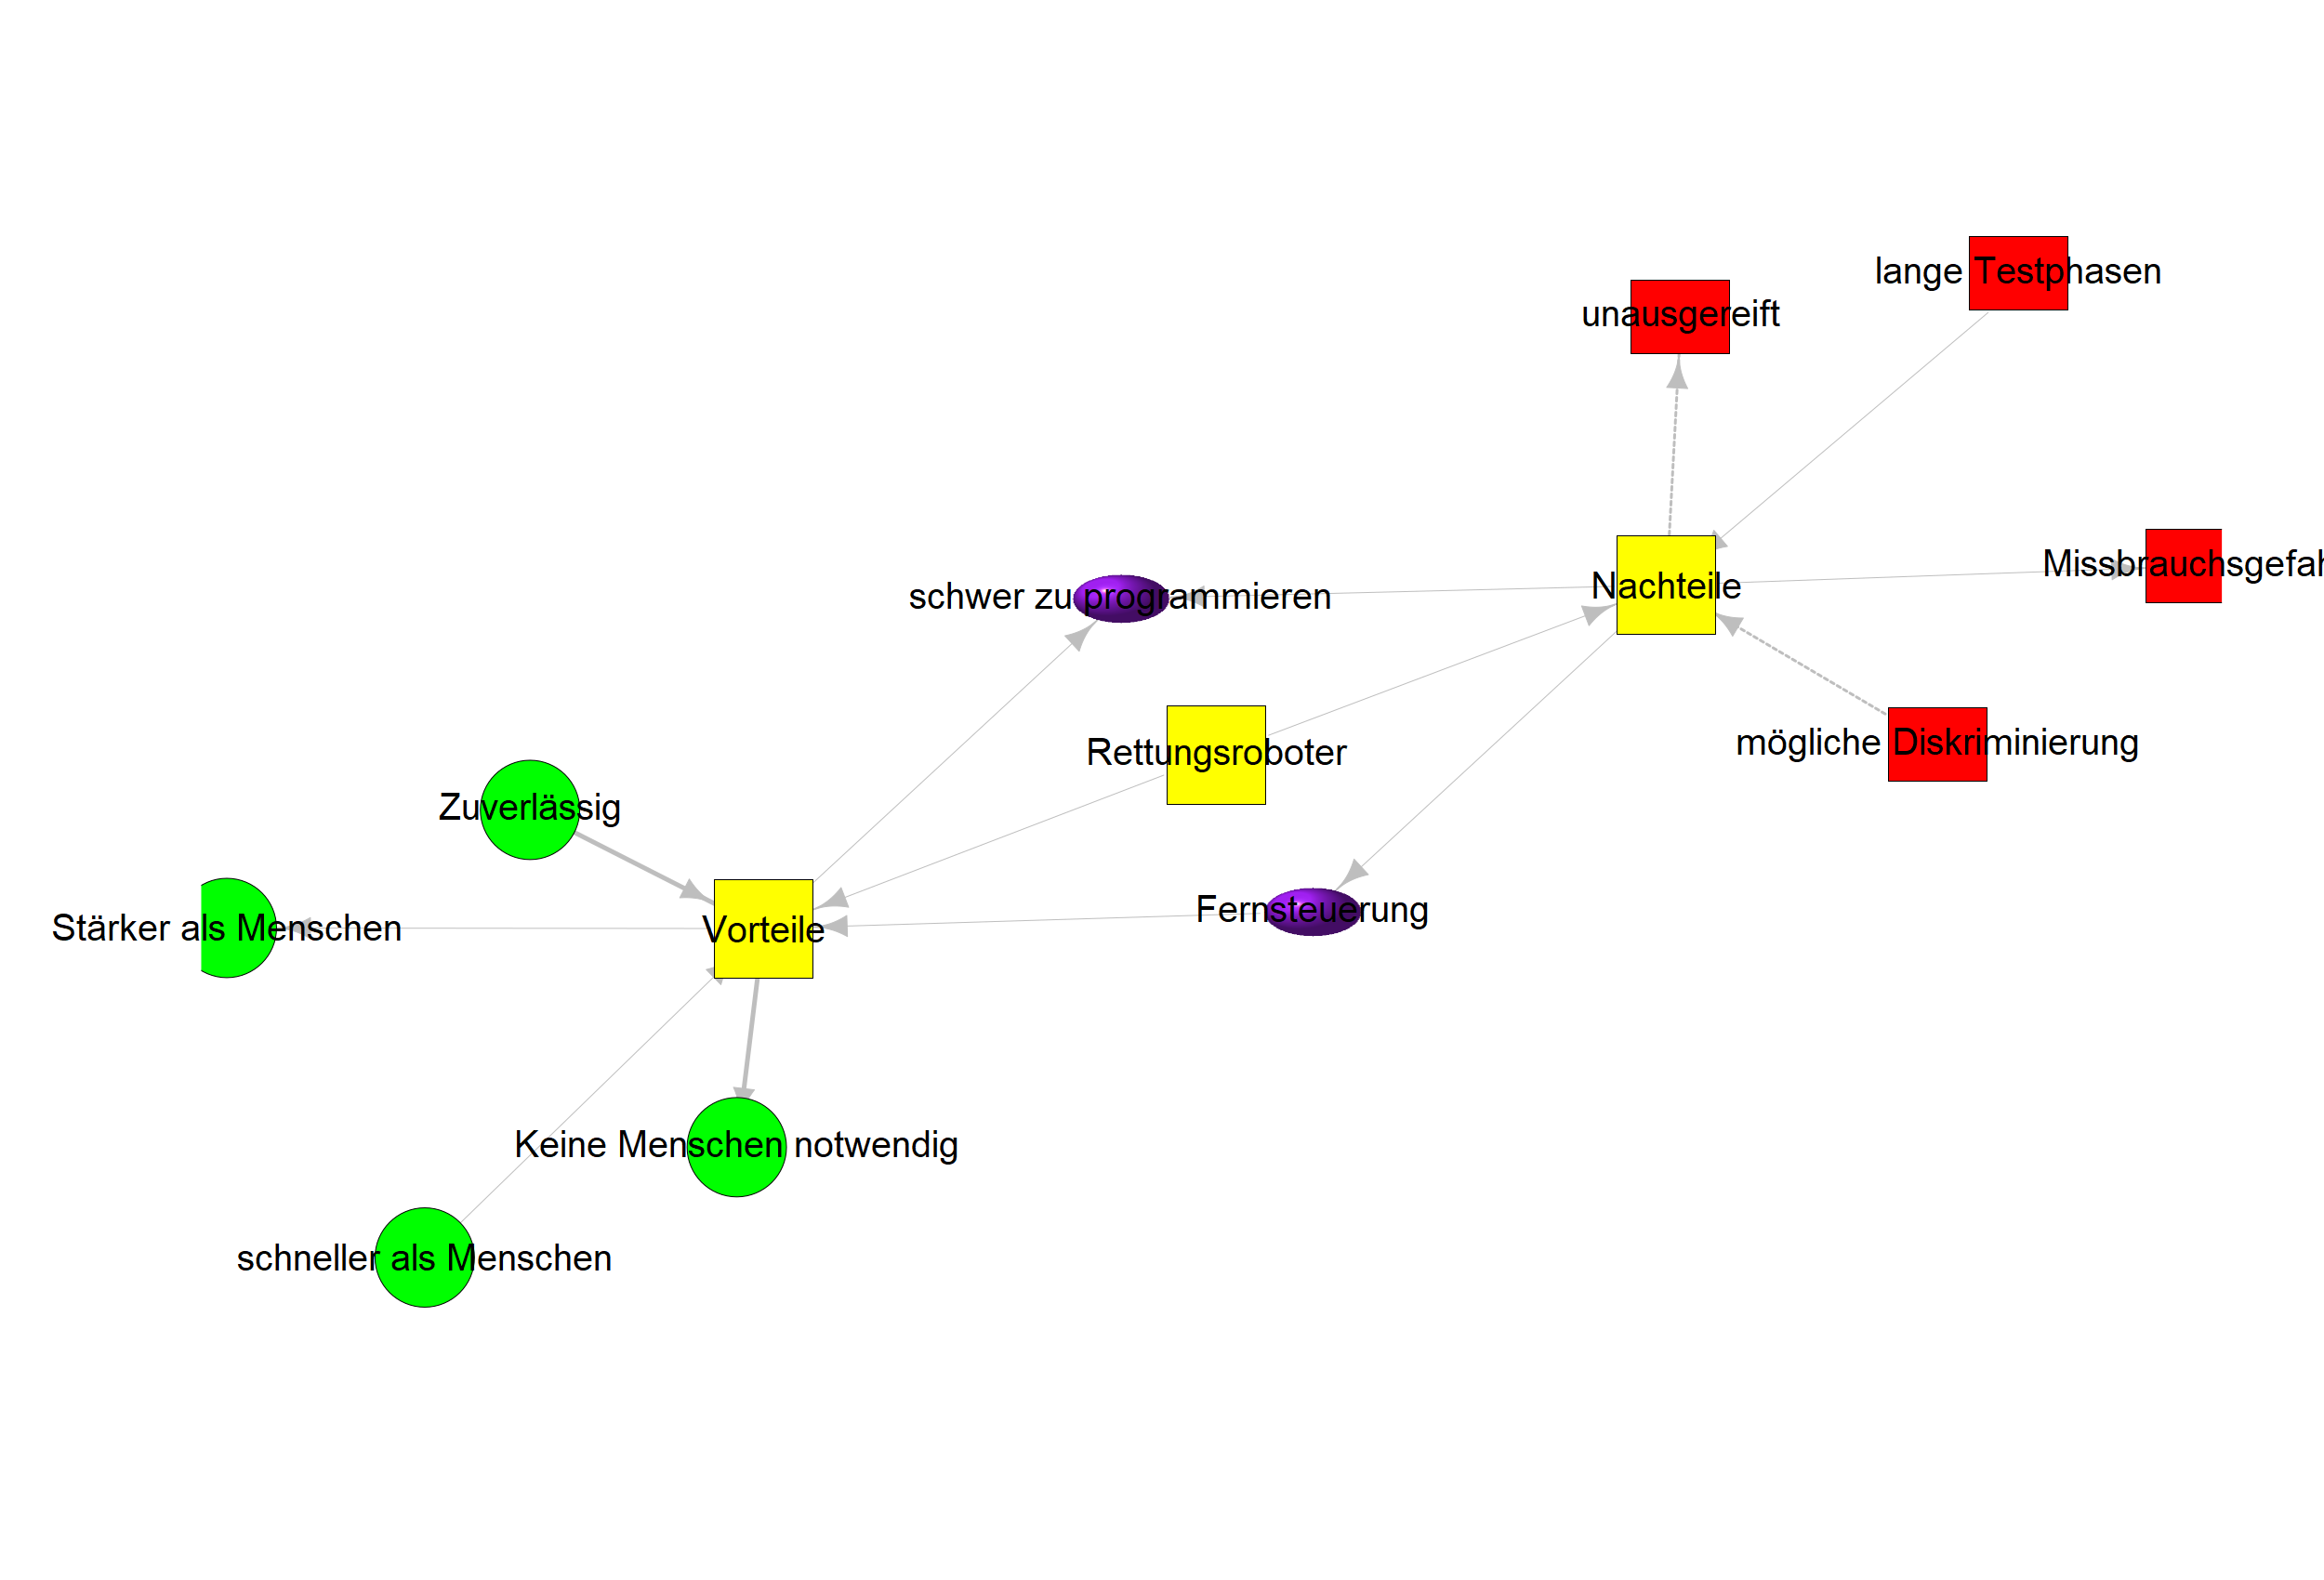 lange Testphasen
unausgereift
Missbrauchsgefah
Nachteile
schwer zu programmieren
mögliche Diskriminierung
Rettungsroboter
Zuverlässig
Fernsteuerung
Stärker als Menschen
Vorteile
Keine Menschen notwendig
schneller als Menschen